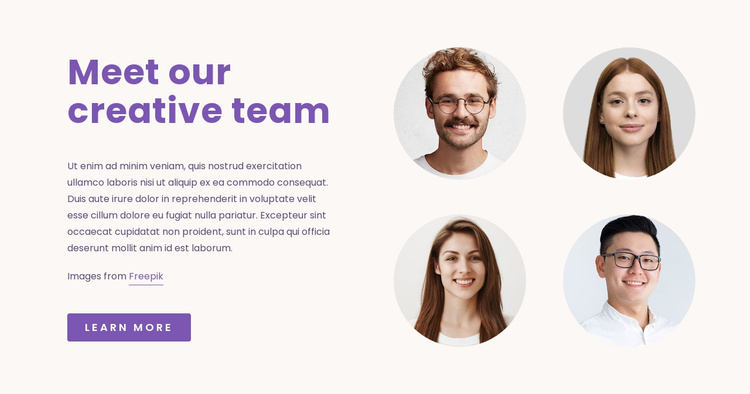 Meet our
creative team
Ut enim ad minim veniam, quis nostrud exercitation
ullamco laboris nisi ut aliquip ex ea commodo consequat.
Duis aute irure dolor in reprehenderit in voluptate velit
esse cillum dolore eu fugiat nulla pariatur. Excepteur sint
occaecat cupidatat non proident, sunt in culpa qui officia
deserunt mollit anim id est laborum.
Images from Freepik
LEARN MORE